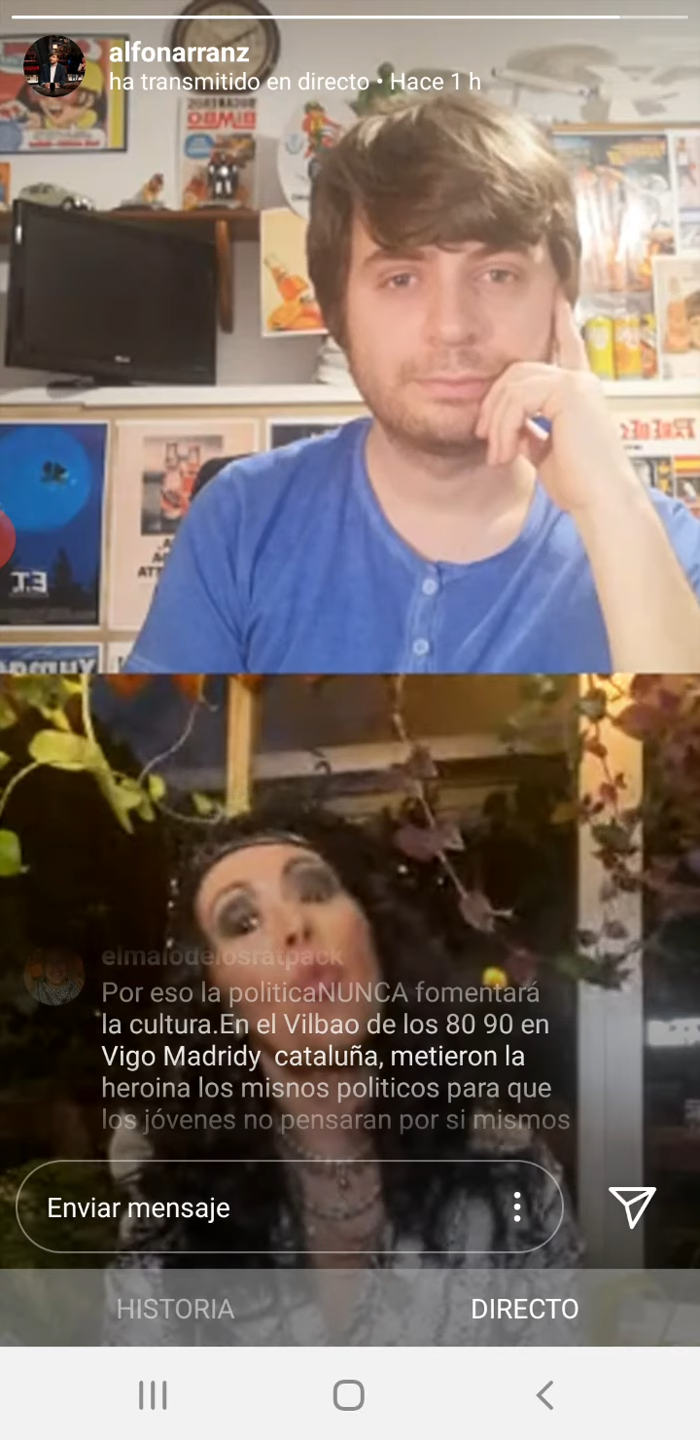 alfonarranz
ha transmitido en directo • Hace 1 h
BIMBO
E.T.
elmalodelosratpack
Por eso la politicaNUNCA fomentará
la cultura.En el Vilbao de los 80 90 en
Vigo Madridy cataluña, metieron la
heroina los misnos politicos para que
los jóvenes no pensaran por si mismos
Enviar mensaje
HISTORIA
DIRECTO